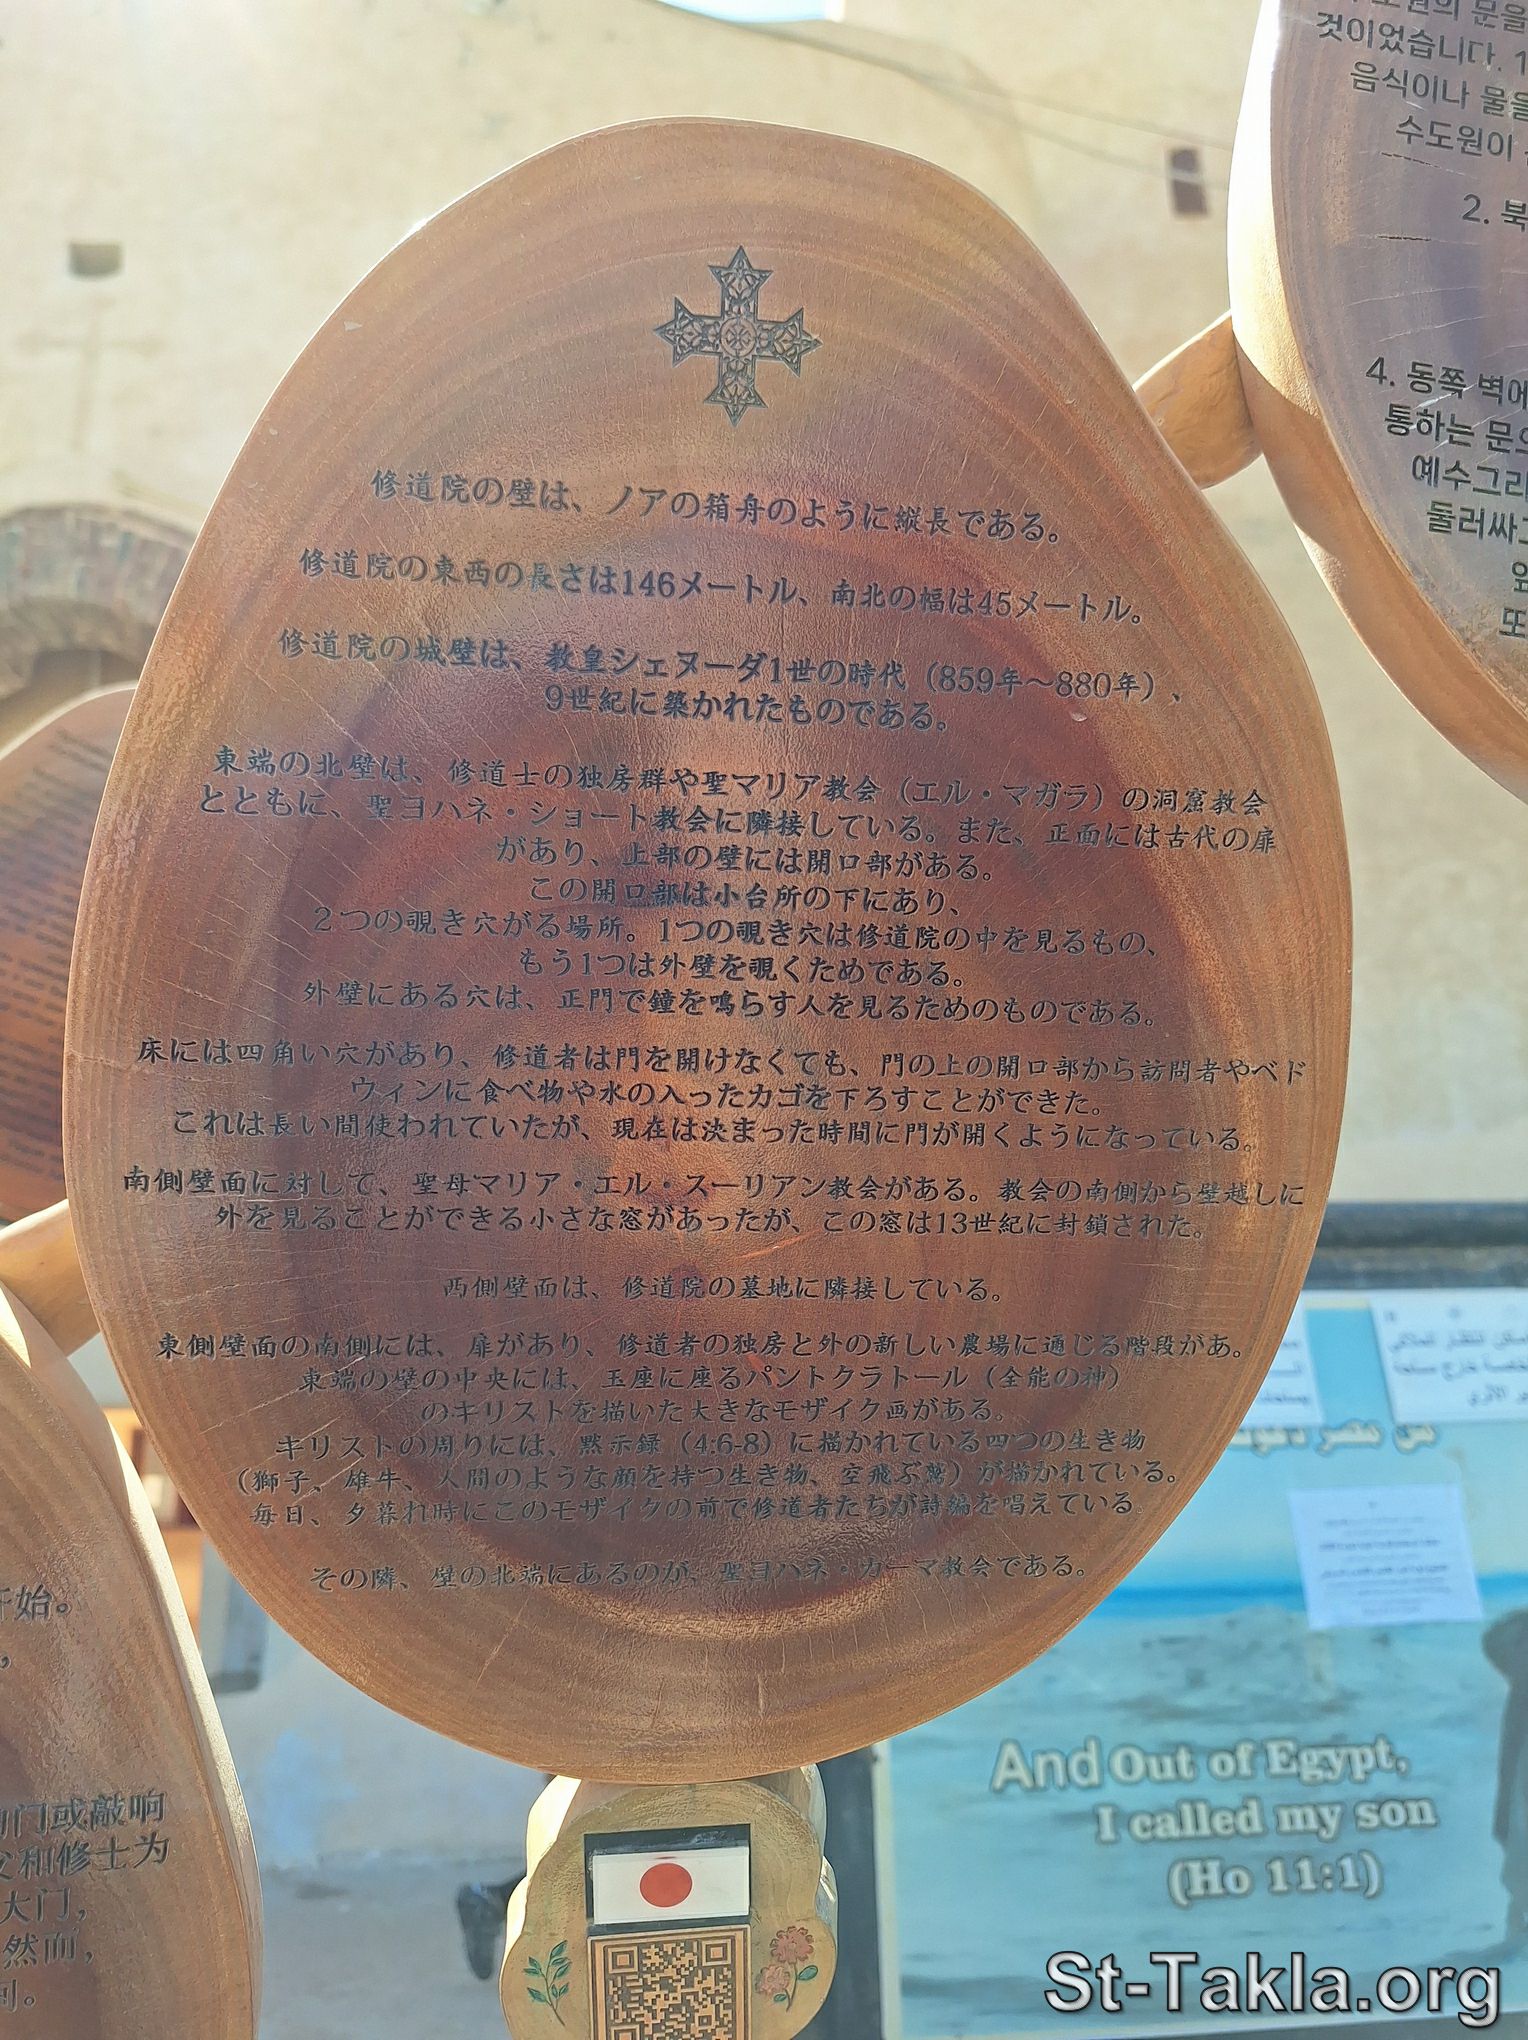 修道院の壁は、ノアの箱舟のように縦長である。
修道院の東西の長さは146メートル、南北の幅は45メートル。
修道院の城壁は、教皇シェヌーダ1世の時代（859年～880年）、
9世紀に築かれたものである。
東端の北壁は、修道士の独房群や聖マリア教会（エル・マガラ）の洞窟教会
とともに、聖ヨハネ・ショート教会に隣接している。また、正面には古代の扉
があり、上部の壁には開口部がある。
この開口部は小台所の下にあり、
２つの覗き穴がる場所。1つの覗き穴は修道院の中を見るもの、
もう1つは外壁を覗くためである。
外壁にある穴は、正門で鐘を鳴らす人を見るためのものである。
床には四角い穴があり、修道者は門を開けなくても、門の上の開口部から訪問者やベド
ウィンに食べ物や水の入ったカゴを下ろすことができた。
これは長い間使われていたが、現在は決まった時間に門が開くようになっている。
南側壁面に対して、聖母マリア・エル・スーリアン教会がある。教会の南側から壁越しに
外を見ることができる小さな窓があったが、この窓は13世紀に封鎖された。
西側壁面は、修道院の墓地に隣接している。
東側壁面の南側には、扉があり、修道者の独房と外の新しい農場に通じる階段があ。
東端の壁の中央には、玉座に座るパントクラトール（全能の神）
のキリストを描いた大きなモザイク画がある。
キリストの周りには、黙示録（4:6-8）に描かれている四つの生き物
（獅子、雄牛、人間のような顔を持つ生き物、空飛ぶ鷲）が描かれている。
毎日、夕暮れ時にこのモザイクの前で修道者たちが詩編を唱えている。
その隣、壁の北端にあるのが、聖ヨハネ・カーマ教会である。
것이었습니다. 1
음식이나 물을
수도원이
2. 북
4. 동쪽 벽에
통하는 문의
예수그리
둘러싸
또
开始。
门或敲响
父和修士为
大门，
然而，
And Out of Egypt,
I called my son
(Ho 11:1)
St-Takla.org